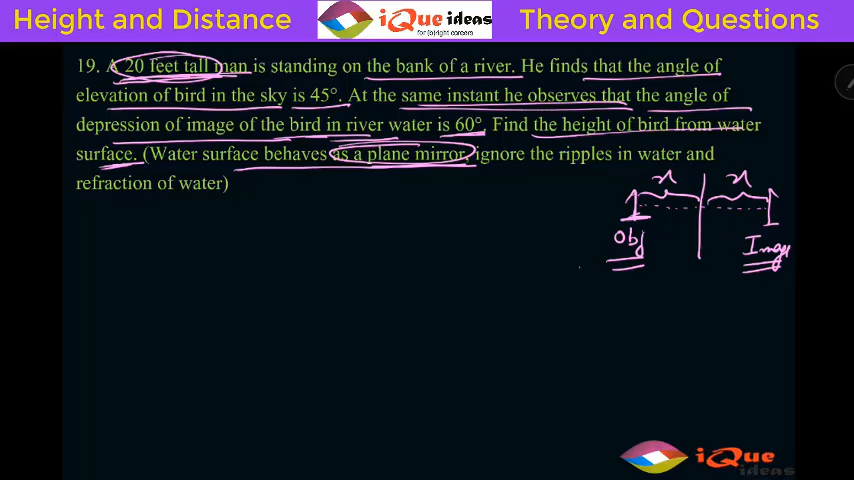 Height and Distance
iQue ideas
for (b)right careers
Theory and Questions
19. A 20 feet tall man is standing on the bank of a river. He finds that the angle of
elevation of bird in the sky is 45°. At the same instant he observes that the angle of
depression of image of the bird in river water is 60°. Find the height of bird from water
surface. (Water surface behaves as a plane mirror, ignore the ripples in water and
refraction of water)
x x
Obj Image
iQue
ideas